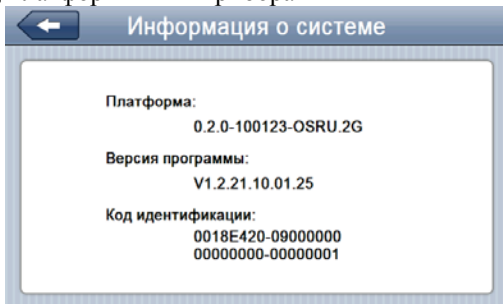 Информация о системе
Платформа:
0.2.0-100123-OSRU.2G
Версия программы:
V1.2.21.10.01.25
Код идентификации:
0018E420-09000000
00000000-00000001